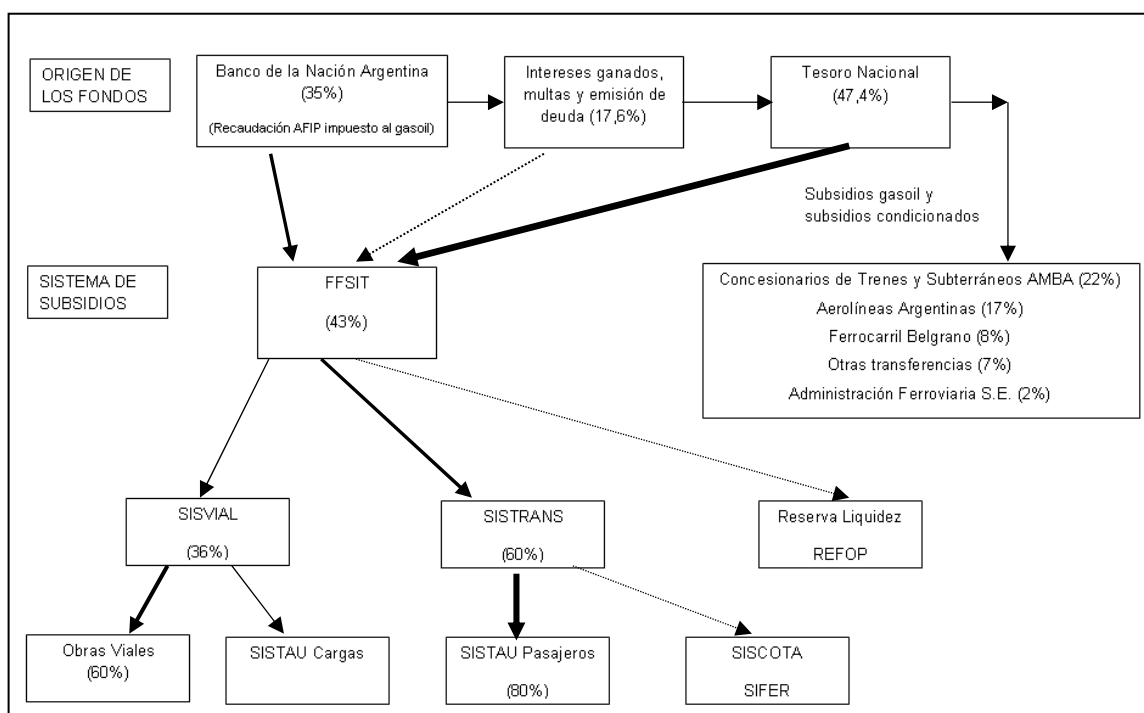 ORIGEN DE
LOS FONDOS
Banco de la Nación Argentina
(35%)
(Recaudación AFIP impuesto al gasoil)
Intereses ganados,
multas y emisión de
deuda (17,6%)
Tesoro Nacional
(47,4%)
Subsidios gasoil y
subsidios condicionados
SISTEMA DE
SUBSIDIOS
FFSIT
(43%)
Concesionarios de Trenes y Subterráneos AMBA (22%)
Aerolíneas Argentinas (17%)
Ferrocarril Belgrano (8%)
Otras transferencias (7%)
Administración Ferroviaria S.E. (2%)
SISVIAL
(36%)
SISTRANS
(60%)
Reserva Liquidez
REFOP
Obras Viales
(60%)
SISTAU Cargas
SISTAU Pasajeros
(80%)
SISCOTA
SIFER